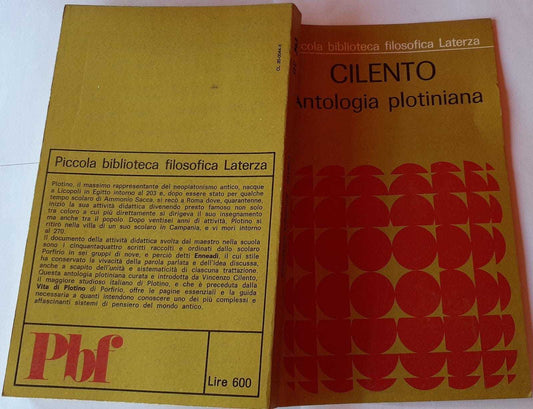 Piccola biblioteca filosofica Laterza
Plotino, il massimo rappresentante del neoplatonismo antico, nacque
a Licopoli in Egitto intorno al 203 e, dopo essere stato per qualche
tempo scolaro di Ammonio Sacca, si recò a Roma dove, quarantenne,
iniziò la sua attività didattica divenendo presto famoso non solo
tra coloro a cui più direttamente si dirigeva il suo insegnamento
ma anche tra il popolo. Dopo ventisei anni di attività, Plotino si
ritirò nella villa di un suo scolaro in Campania, e vi morì intorno
al 270.
Il documento della attività didattica svolta dal maestro nella scuola
sono i cinquantaquattro scritti raccolti e ordinati dallo scolaro
Porfirio in sei gruppi di nove, e perciò detti Enneadi, il cui stile
ha conservato la vivacità della parola parlata e dell'idea discussa,
anche a scapito dell'unità e sistematicità di ciascuna trattazione.
Questa antologia plotiniana curata e introdotta da Vincenzo Cilento,
il maggiore studioso italiano di Plotino, e che è preceduta dalla
Vita di Plotino di Porfirio, offre le pagine essenziali e la guida
necessaria a quanti intendono conoscere uno dei più complessi e
affascinanti sistemi di pensiero del mondo antico.
Pbf
Lire 600
cola biblioteca filosofica Laterza
CILENTO
Antologia plotiniana